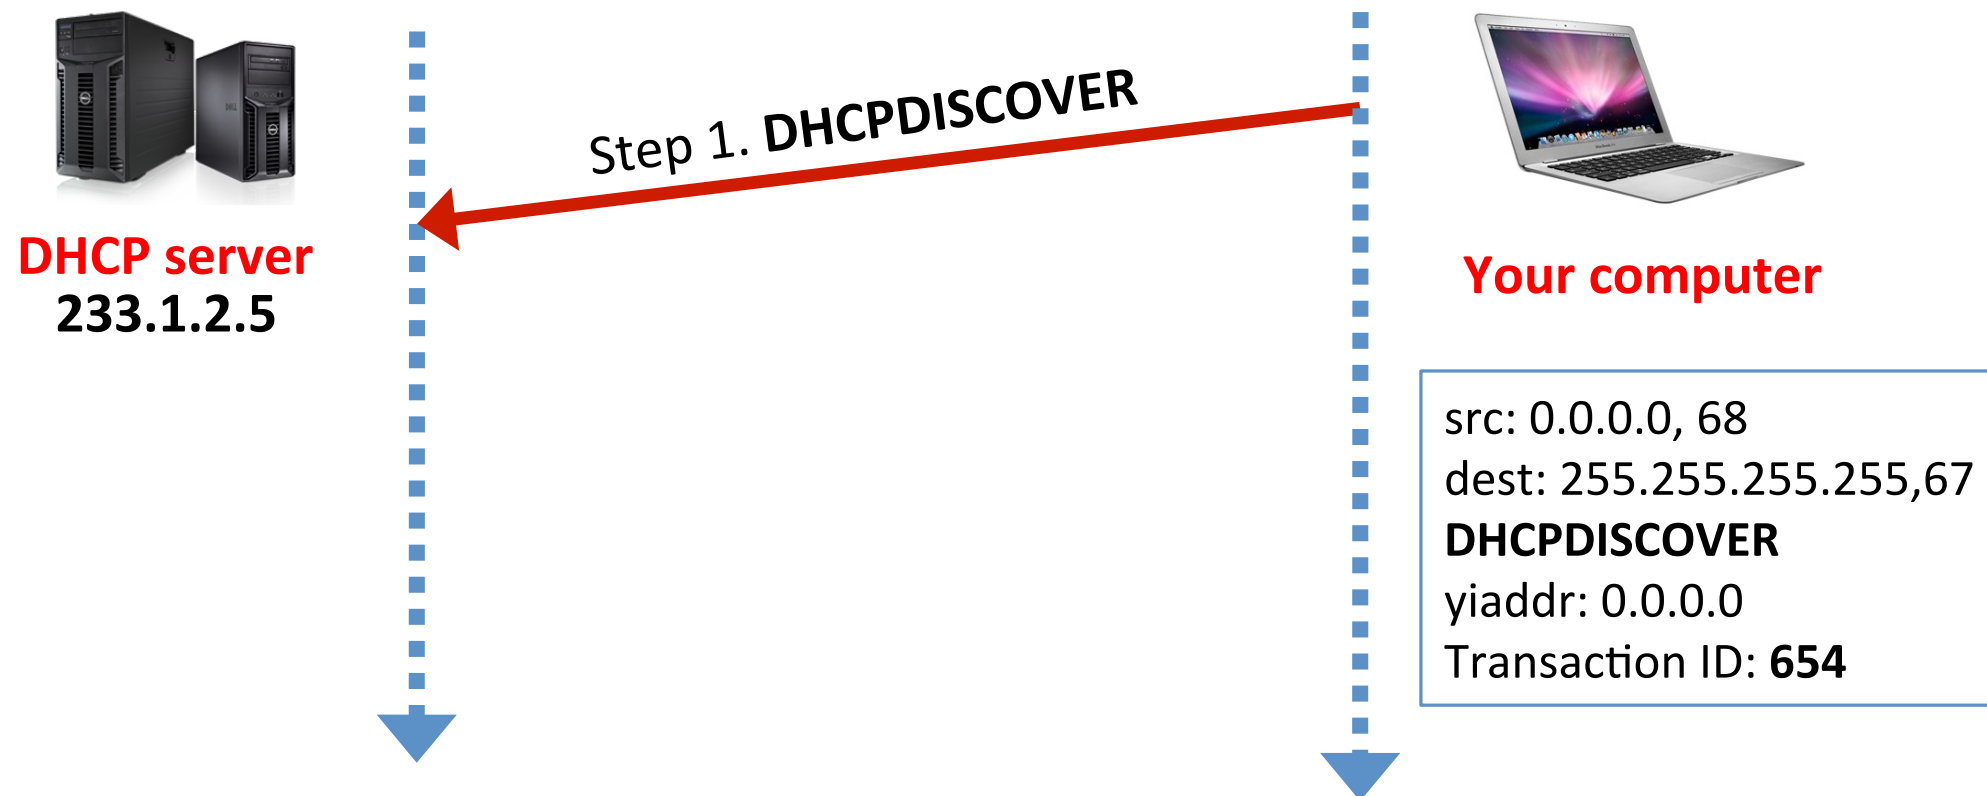 Step 1. DHCPDISCOVER
DHCP server
233.1.2.5
Your computer
src: 0.0.0.0, 68
dest: 255.255.255.255,67
DHCPDISCOVER
yiaddr: 0.0.0.0
Transaction ID: 654